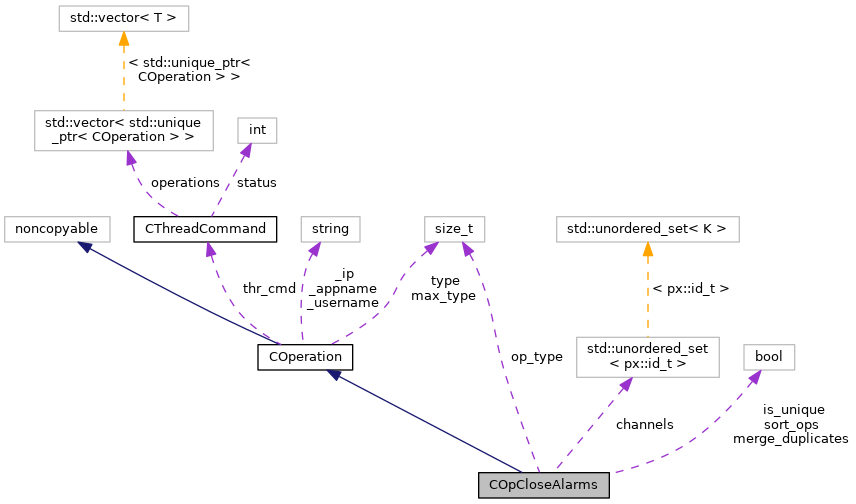 std::vector< T >
< std::unique_ptr<
COperation > >
std::vector< std::unique
_ptr< COperation > >
int
operations
status
noncopyable
CThreadCommand
string
size_t
std::unordered_set< K >
thr_cmd
_ip
_appname
_username
type
max_type
< px::id_t >
COperation
op_type
std::unordered_set
< px::id_t >
bool
channels
is_unique
sort_ops
merge_duplicates
COpCloseAlarms